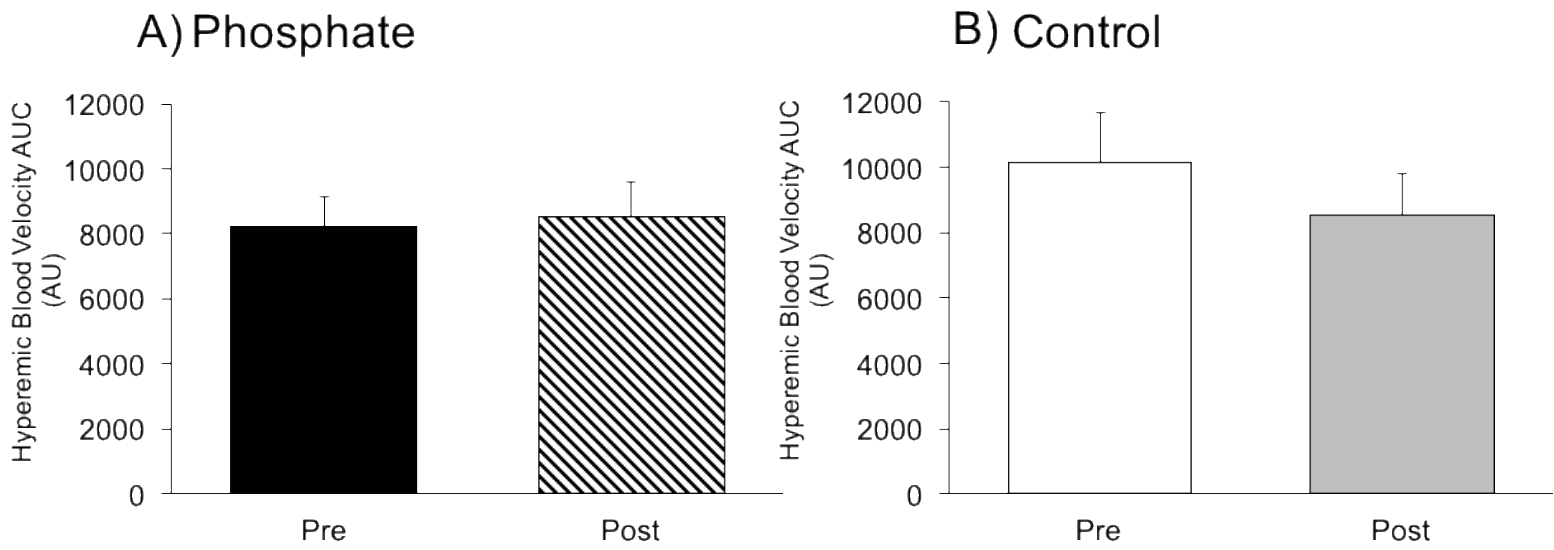 A) Phosphate
Hyperemic Blood Velocity AUC
(AU)
12000
10000
8000
6000
4000
2000
0
Pre
Post
B) Control
Hyperemic Blood Velocity AUC
(AU)
12000
10000
8000
6000
4000
2000
0
Pre
Post